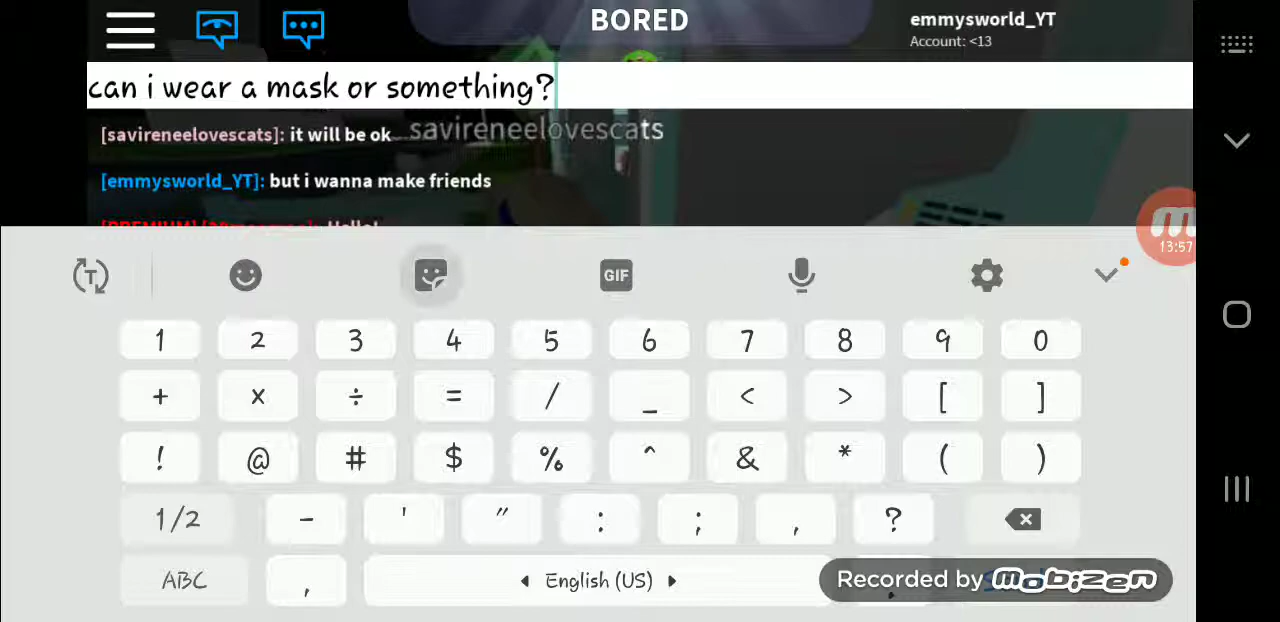 BORED
emmysworld_YT
Account: <13
can i wear a mask or something?
[savireneelovescats]: it will be ok
savireneelovescats
[emmysworld_YT]: but i wanna make friends
Hello!
13:57
T
GIF
1 2 3 4 5 6 7 8 9 0
+ × ÷ = / _ < > [ ]
! @ # $ % ^ & * ( )
1/2 - ' " : ; , ?
ABC , English (US)
Recorded by mobizen